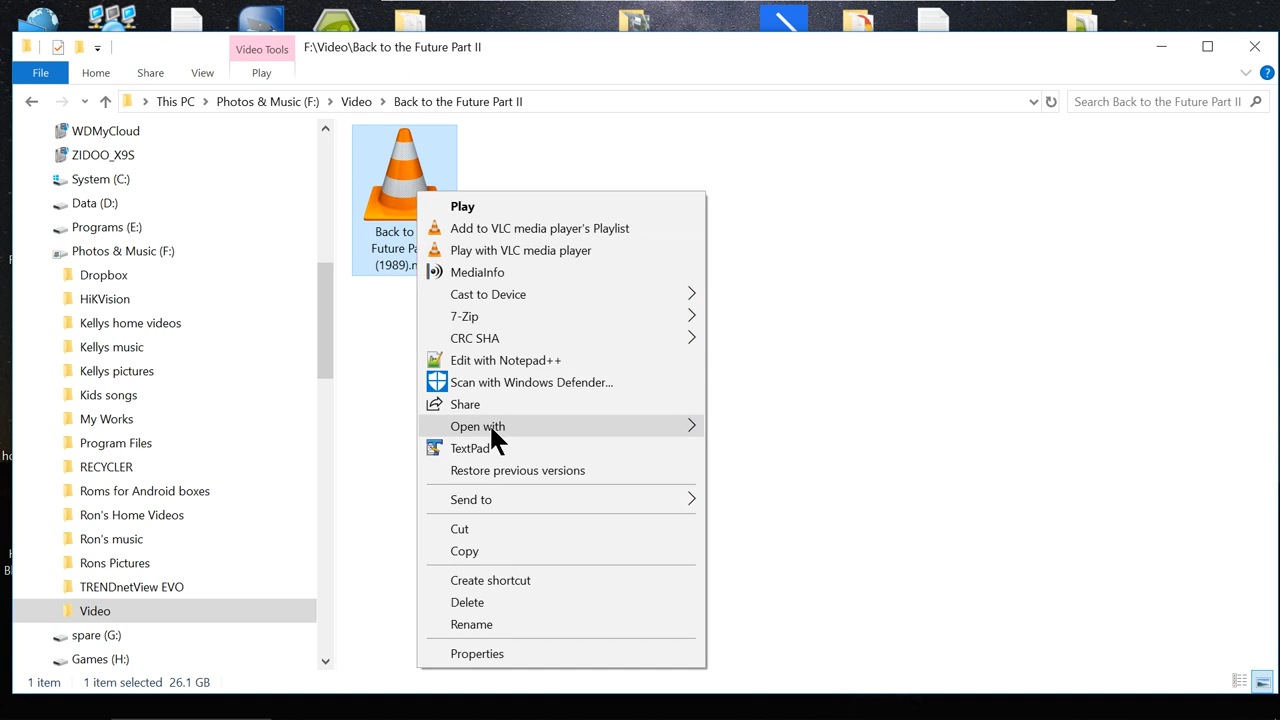 Video Tools
F:\Video\Back to the Future Part II
File
Home
Share
View
Play
This PC
Photos & Music (F:)
Video
Back to the Future Part II
Search Back to the Future Part II
WDMyCloud
ZIDOO_X9S
System (C:)
Data (D:)
Programs (E:)
Photos & Music (F:)
Dropbox
HiKVision
Kellys home videos
Kellys music
Kellys pictures
Kids songs
My Works
Program Files
RECYCLER
Roms for Android boxes
Ron's Home Videos
Ron's music
Rons Pictures
TRENDnetView EVO
Video
spare (G:)
Games (H:)
Back to
Future Pa
(1989).n
Play
Add to VLC media player's Playlist
Play with VLC media player
MediaInfo
Cast to Device
7-Zip
CRC SHA
Edit with Notepad++
Scan with Windows Defender...
Share
Open with
TextPad
Restore previous versions
Send to
Cut
Copy
Create shortcut
Delete
Rename
Properties
1 item
1 item selected 26.1 GB